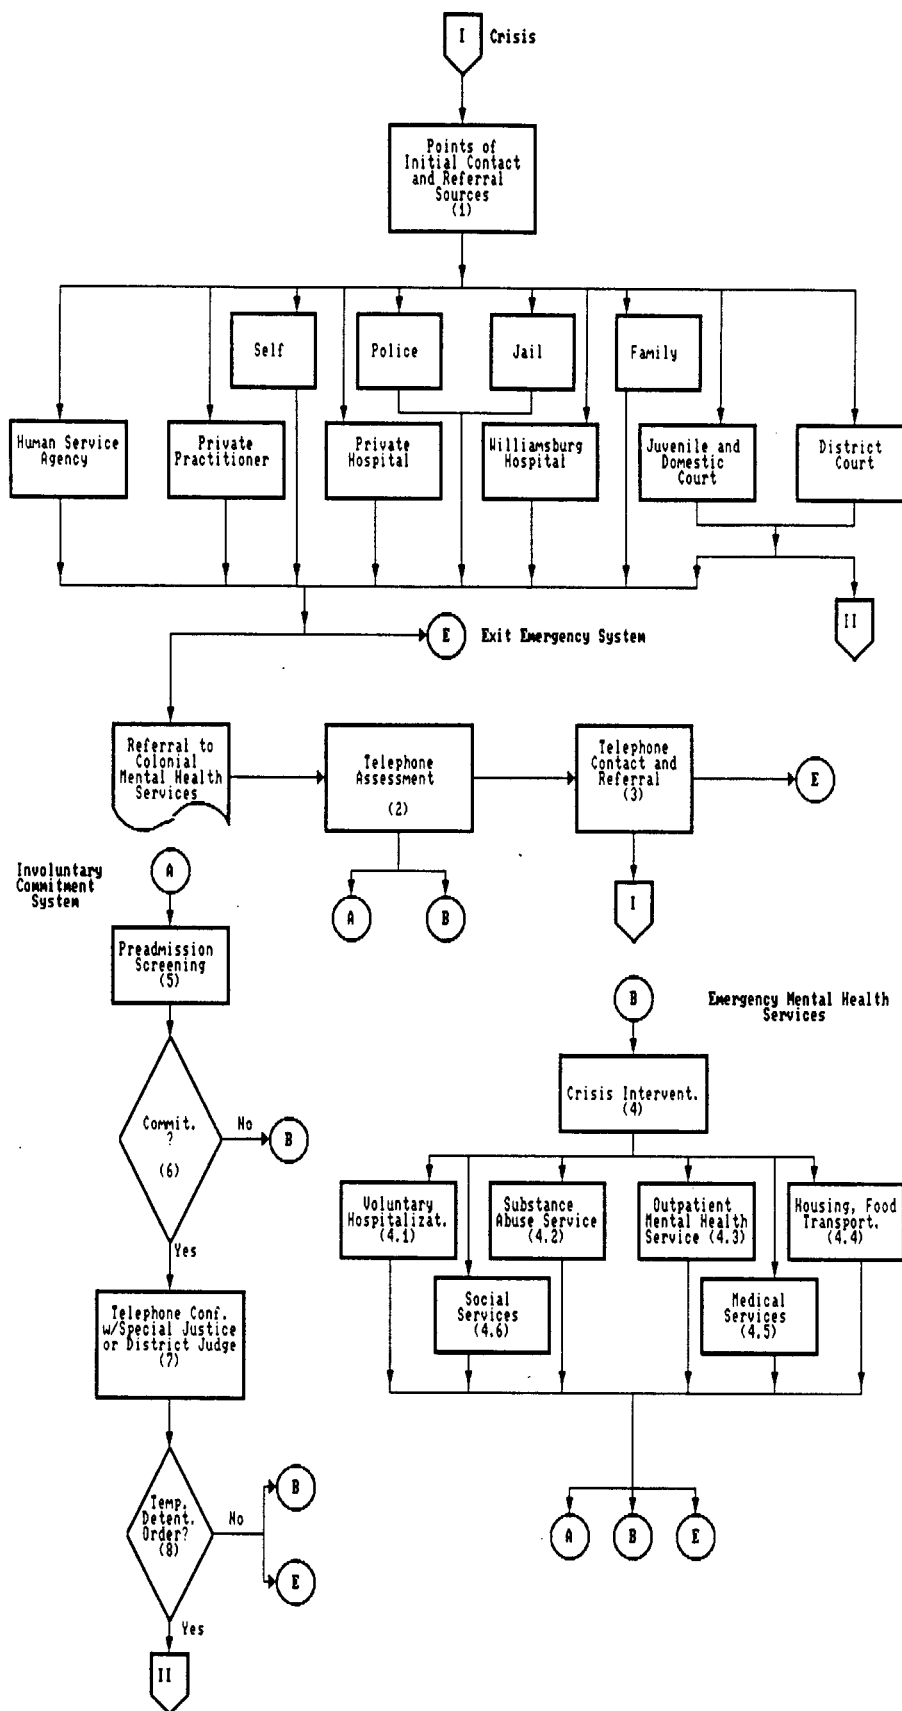 I
Crisis
Points of
Initial Contact
and Referral
Sources
(1)
Self
Police
Jail
Family
Human Service
Agency
Private
Practitioner
Private
Hospital
Williamsburg
Hospital
Juvenile and
Domestic
Court
District
Court
II
E
Exit Emergency System
Referral to
Colonial
Mental Health
Services
Telephone
Assessment
(2)
Telephone
Contact and
Referral
(3)
E
A
B
I
Involuntary
Commitment
System
A
Preadmission
Screening
(5)
Commit.
?
(6)
No
B
Yes
Telephone Conf.
w/Special Justice
or District Judge
(7)
Temp.
Detent.
Order?
(8)
No
B
E
Yes
II
B
Emergency Mental Health
Services
Crisis Intervent.
(4)
Voluntary
Hospitalizat.
(4.1)
Substance
Abuse Service
(4.2)
Outpatient
Mental Health
Service (4.3)
Housing, Food
Transport.
(4.4)
Social
Services
(4.6)
Medical
Services
(4.5)
A
B
E